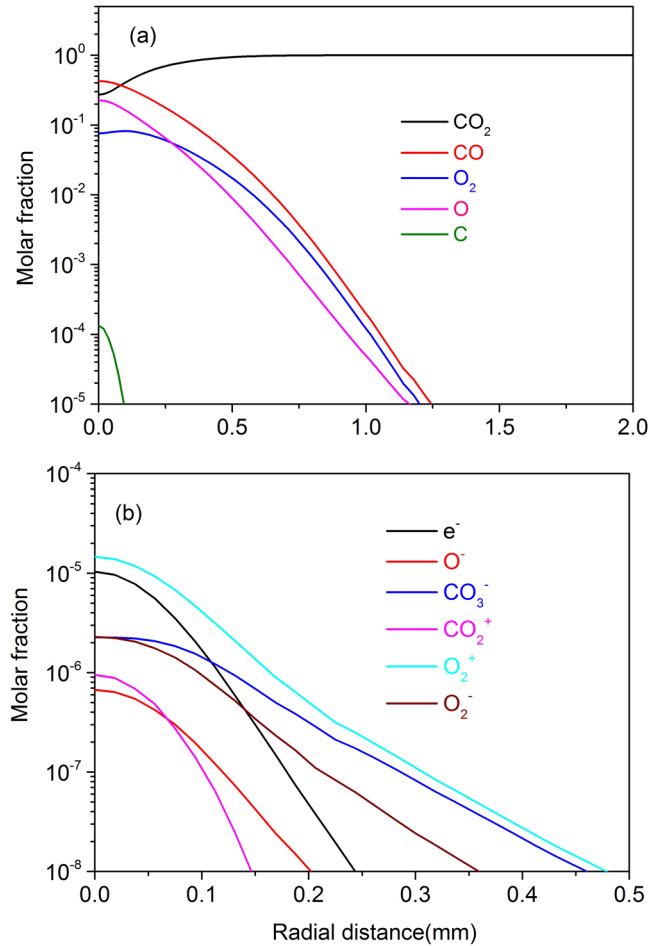 (a)
Molar fraction
10⁰
10⁻¹
10⁻²
10⁻³
10⁻⁴
10⁻⁵
CO₂
CO
O₂
O
C
0.0 0.5 1.0 1.5 2.0
(b)
Molar fraction
10⁻⁴
10⁻⁵
10⁻⁶
10⁻⁷
10⁻⁸
e⁻
O⁻
CO₃⁻
CO₂⁺
O₂⁺
O₂⁻
0.0 0.1 0.2 0.3 0.4 0.5
Radial distance(mm)